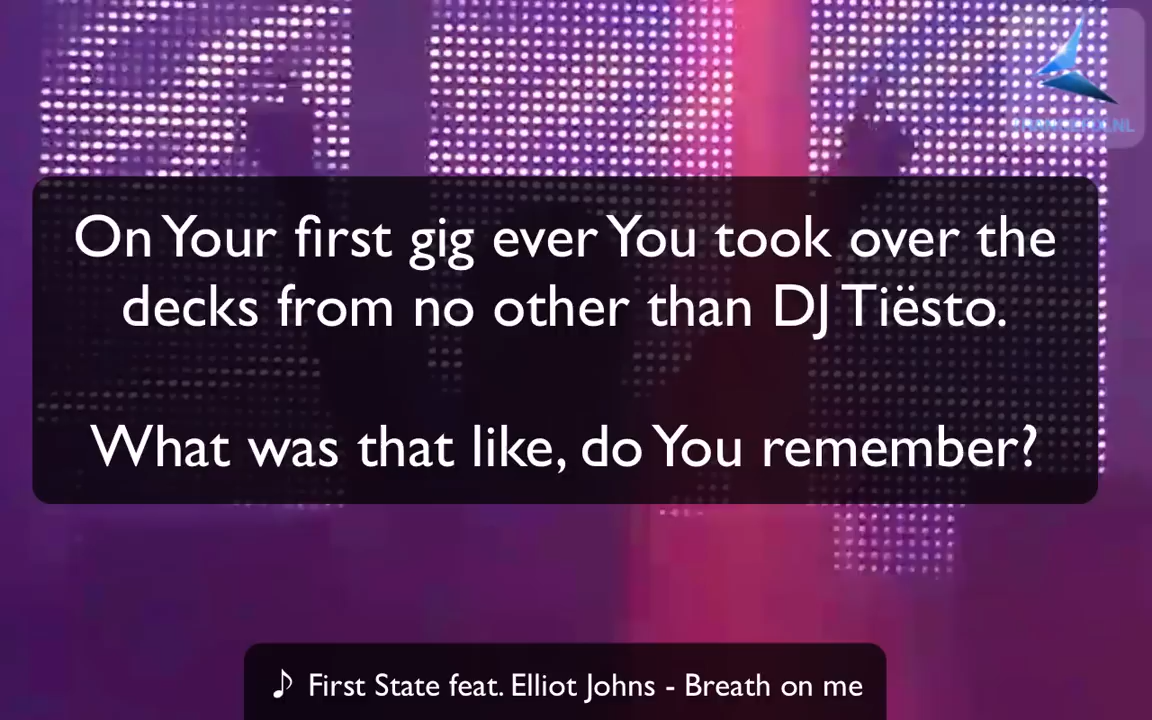 On Your first gig ever You took over the
decks from no other than DJ Tiësto.
What was that like, do You remember?
♪ First State feat. Elliot Johns - Breath on me